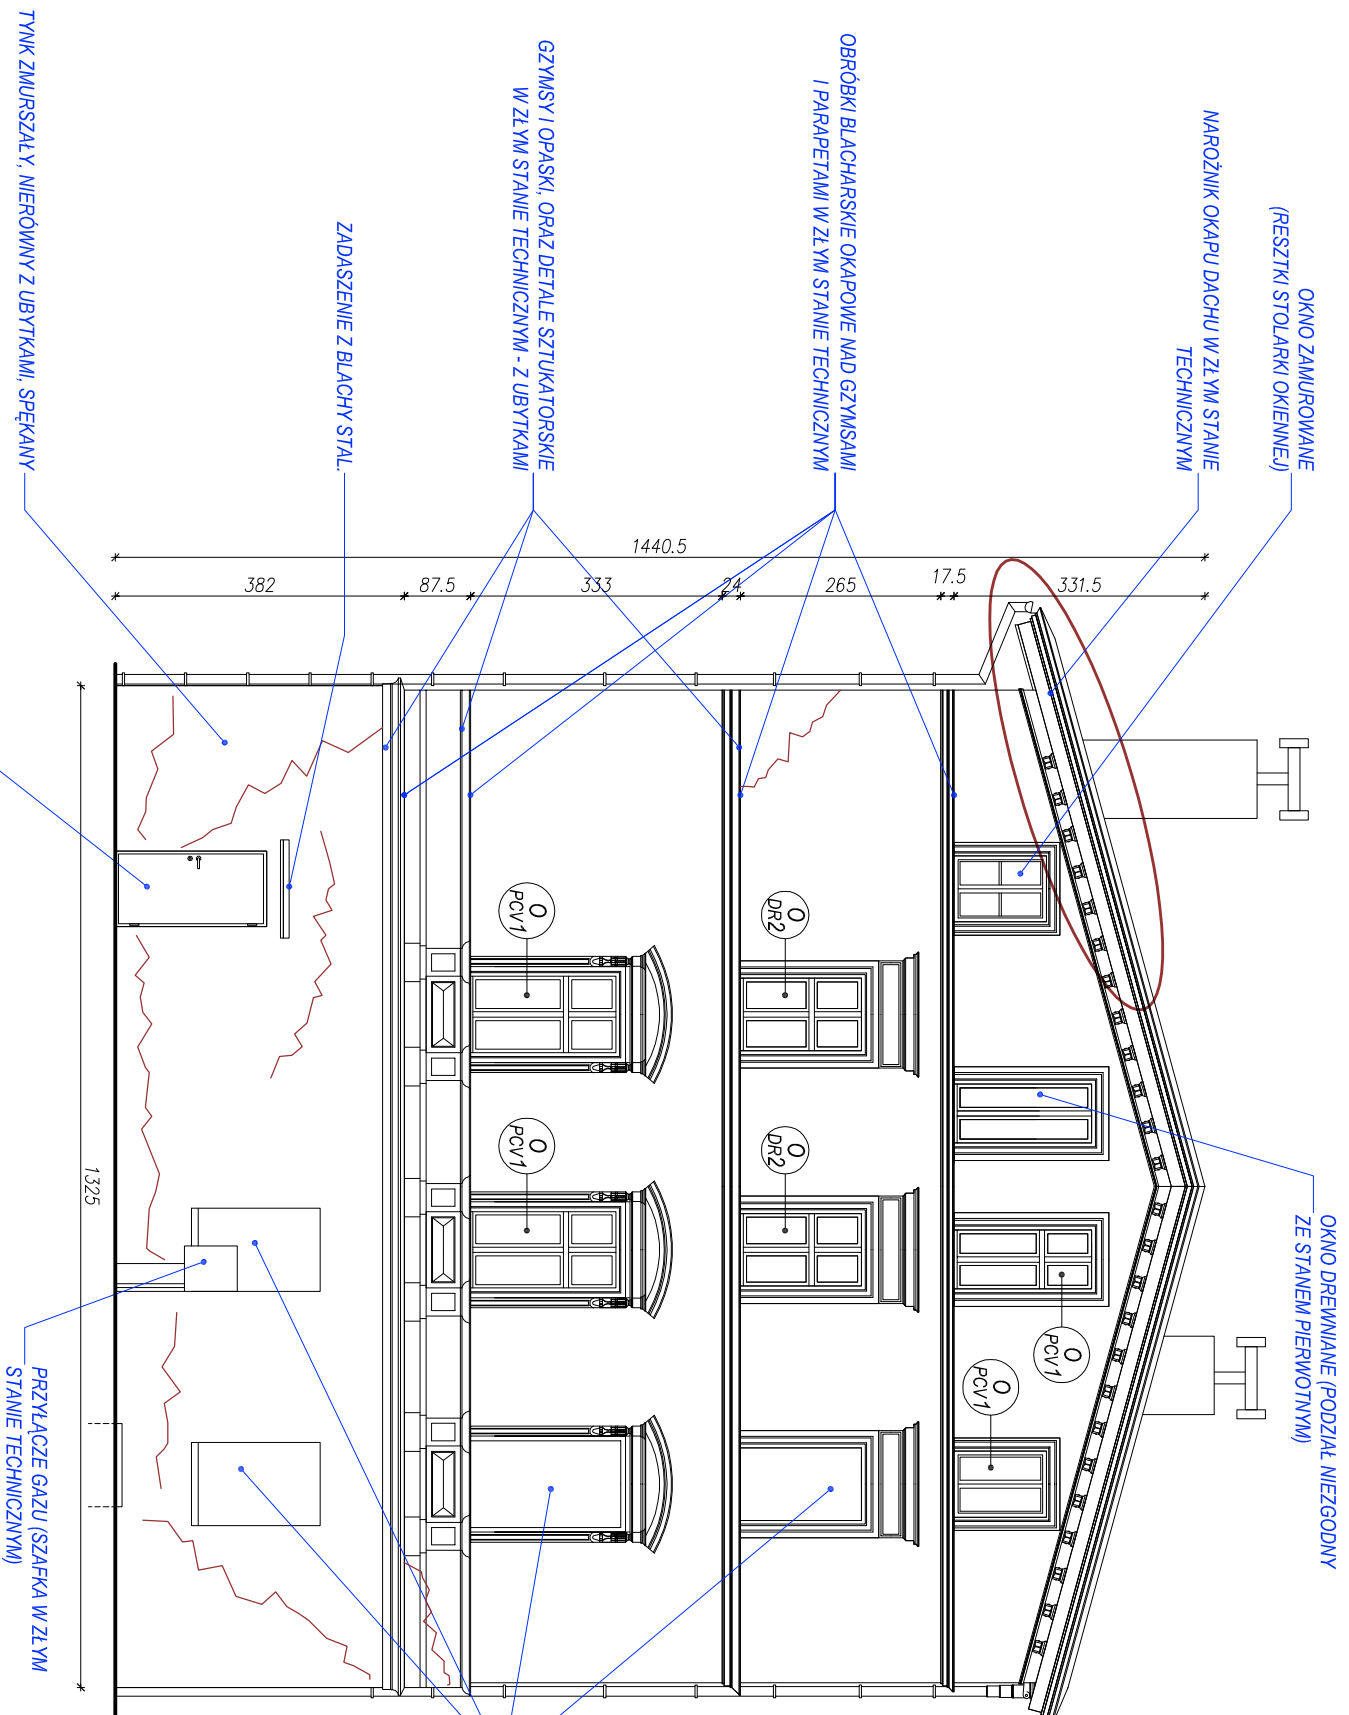 OKNO ZAMUROWANE
(RESZTKI STOLARKI OKIENNEJ)
NAROŻNIK OKAPU DACHU W ZŁYM STANIE
TECHNICZNYM
OBRÓBKI BLACHARSKIE OKAPOWE NAD GZYMSAMI
I PARAPETAMI W ZŁYM STANIE TECHNICZNYM
GZYMSY I OPASKI, ORAZ DETALE SZTUKATORSKIE
W ZŁYM STANIE TECHNICZNYM - Z UBYTKAMI
ZADASZENIE Z BLACHY STAL.
TYNK ZMURSZAŁY, NIERÓWNY Z UBYTKAMI, SPĘKANY
1440.5
331.5
17.5
265
24
333
87.5
382
OKNO DREWNIANE (PODZIAŁ NIEZGODNY
ZE STANEM PIERWOTNYM)
O
PCV1
O
PCV1
O
DR2
O
DR2
O
PCV1
O
PCV1
1325
PRZYŁĄCZE GAZU (SZAFKA W ZŁYM
STANIE TECHNICZNYM)